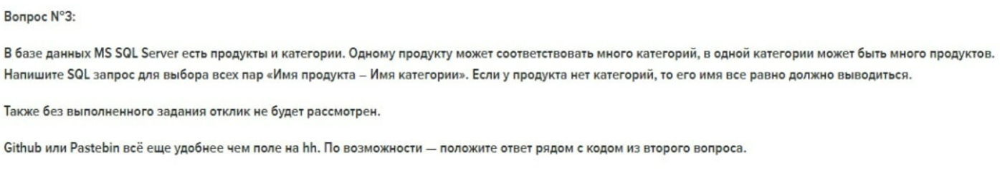 Вопрос N°3:
В базе данных MS SQL Server есть продукты и категории. Одному продукту может соответствовать много категорий, в одной категории может быть много продуктов.
Напишите SQL запрос для выбора всех пар «Имя продукта – Имя категории». Если у продукта нет категорий, то его имя все равно должно выводиться.
Также без выполненного задания отклик не будет рассмотрен.
Github или Pastebin всё еще удобнее чем поле на hh. По возможности — положите ответ рядом с кодом из второго вопроса.